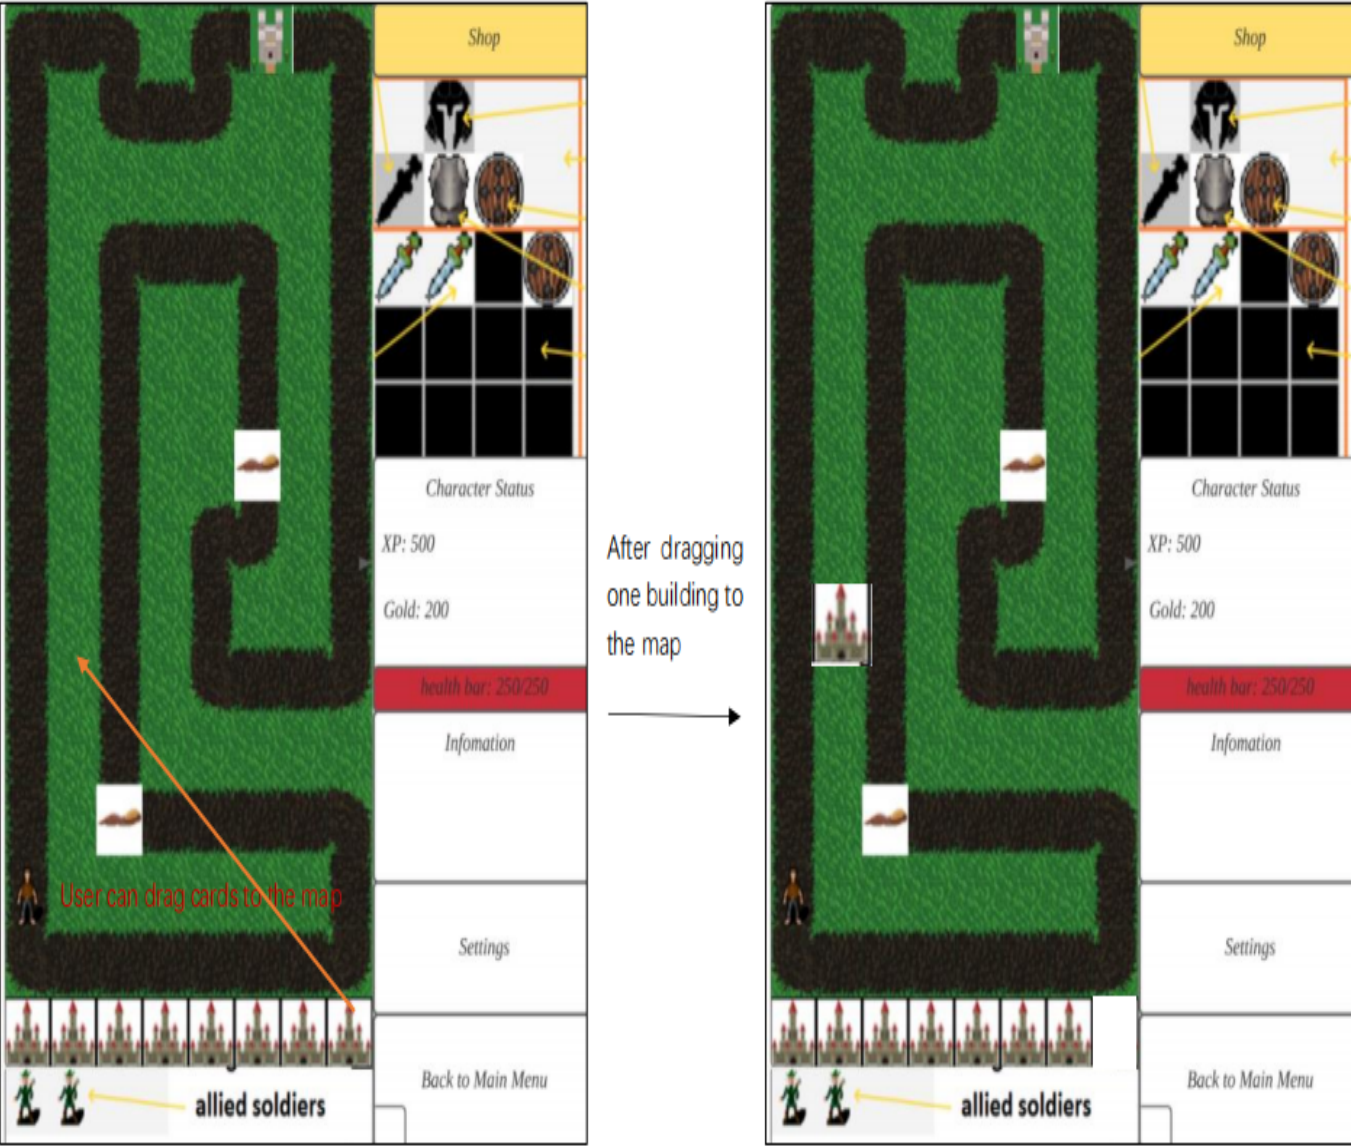 Shop
Character Status
XP: 500
Gold: 200
health bar: 250/250
Infomation
User can drag cards to the map
Settings
Back to Main Menu
allied soldiers
After dragging
one building to
the map
Shop
Character Status
XP: 500
Gold: 200
health bar: 250/250
Infomation
Settings
Back to Main Menu
allied soldiers